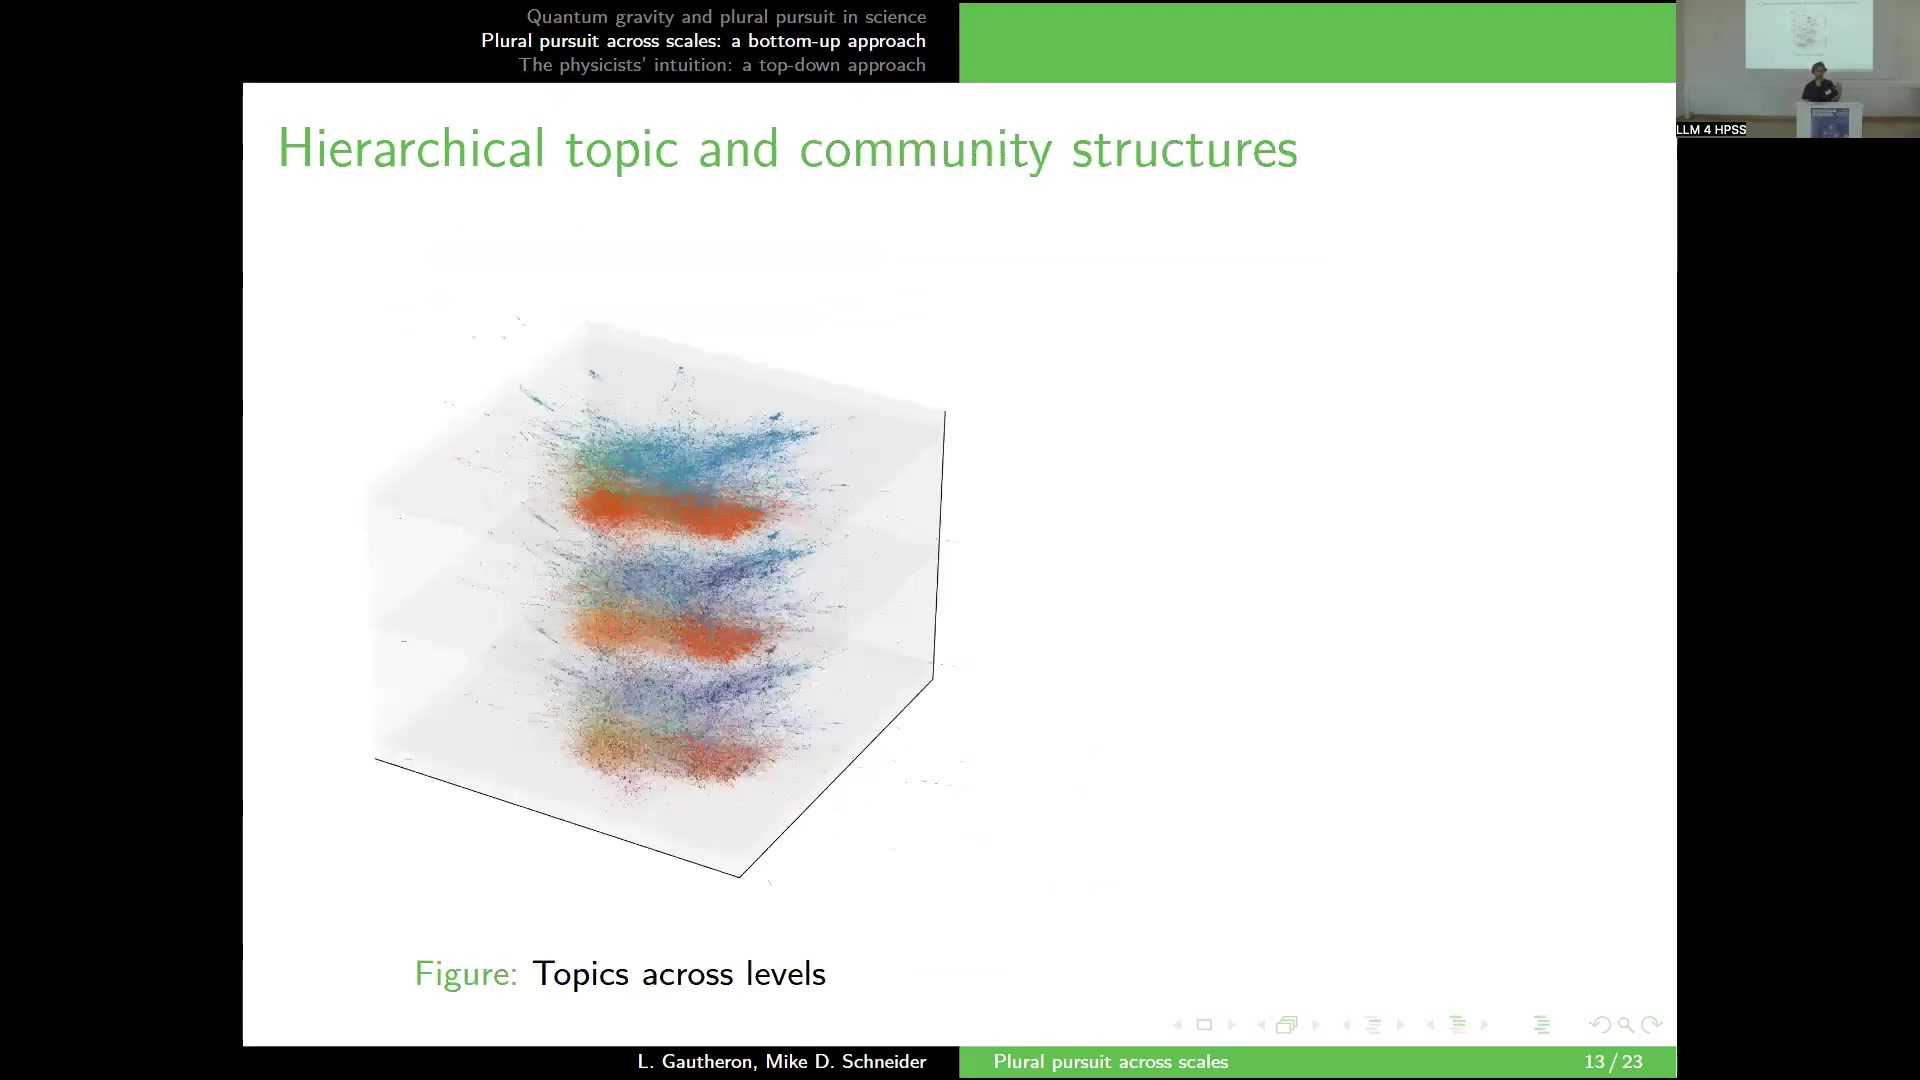 Quantum gravity and plural pursuit in science
Plural pursuit across scales: a bottom-up approach
The physicists' intuition: a top-down approach
LLM 4 HPSS
Hierarchical topic and community structures
Figure: Topics across levels
L. Gautheron, Mike D. Schneider
Plural pursuit across scales
13 / 23